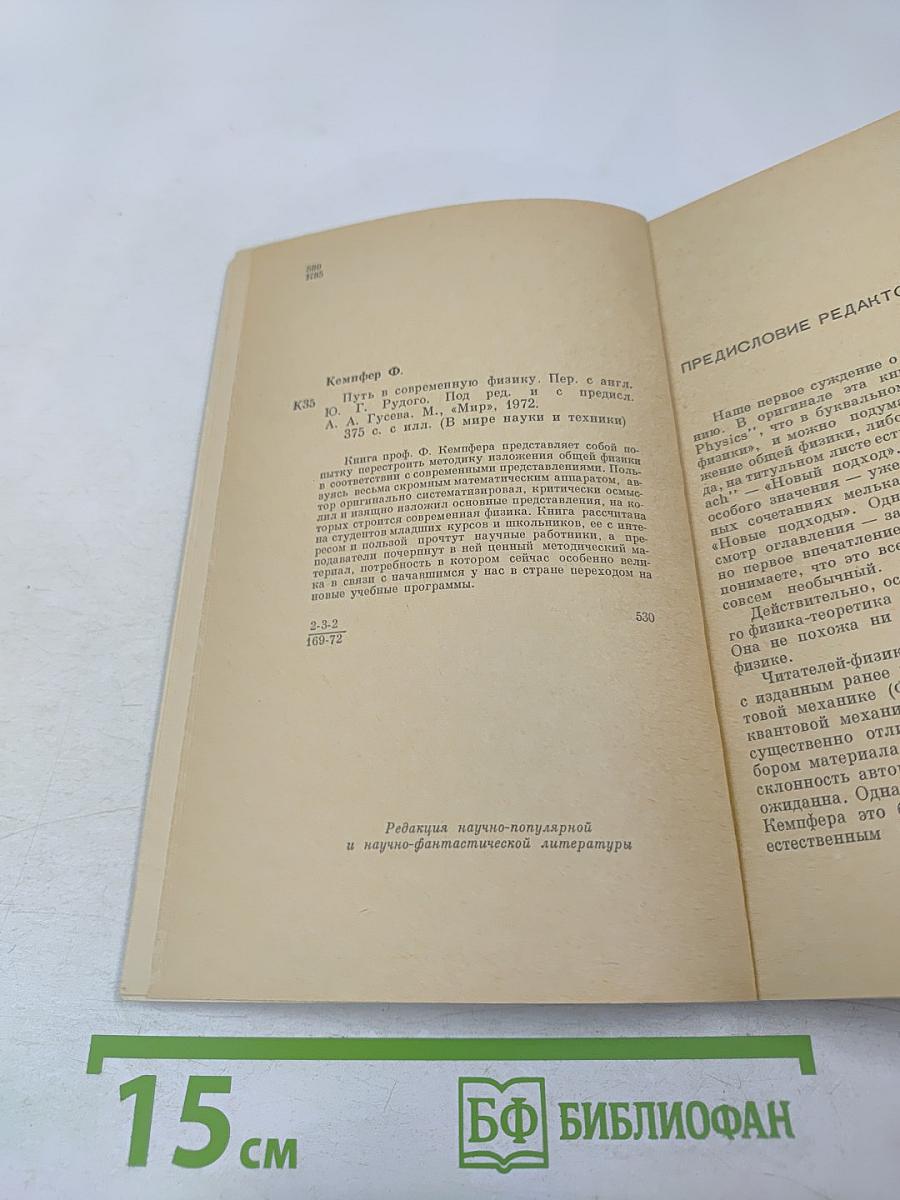 Кемпфер Ф.
К35 Путь в современную физику. Пер. с англ.
Ю. Г. Рудого. Под ред. и с предисл.
А. А. Гусева. М., «Мир», 1972.
375 с. с илл. (В мире науки и техники)
Книга проф. Ф. Кемпфера представляет собой по-
пытку перестроить методику изложения общей физики
в соответствии с современными представлениями. Поль-
зуясь весьма скромным математическим аппаратом, ав-
тор оригинально систематизировал, критически осмыс-
лил и изящно изложил основные представления, на ко-
торых строится современная физика. Книга рассчитана
на студентов младших курсов и школьников, ее с инте-
ресом и пользой прочтут научные работники, а пре-
подаватели почерпнут в ней ценный методический ма-
териал, потребность в котором сейчас особенно вели-
ка в связи с начавшимся у нас в стране переходом на
новые учебные программы.
2-3-2
169-72
530
Редакция научно-популярной
и научно-фантастической литературы
ПРЕДИСЛОВИЕ РЕДАКТО
Наше первое суждение о
нию. В оригинале эта кни
Physics", что в буквальном
физики», и можно подума
жение общей физики, либо
да, на титульном листе ест
ach" — «Новый подход».
особого значения — уже
ных сочетаниях мелька
«Новые подходы». Одн
смотр оглавления — за
но первое впечатление
понимаете, что это все
совсем необычный.
Действительно, ос
го физика-теоретика
Она не похожа ни
физике.
Читателей-физик
с изданным ранее
товой механике (Ф
квантовой механи
существенно отли
бором материала,
склонность автор
ожиданна. Одна
Кемпфера это б
естественным
15 см
БФ БИБЛИОФАН